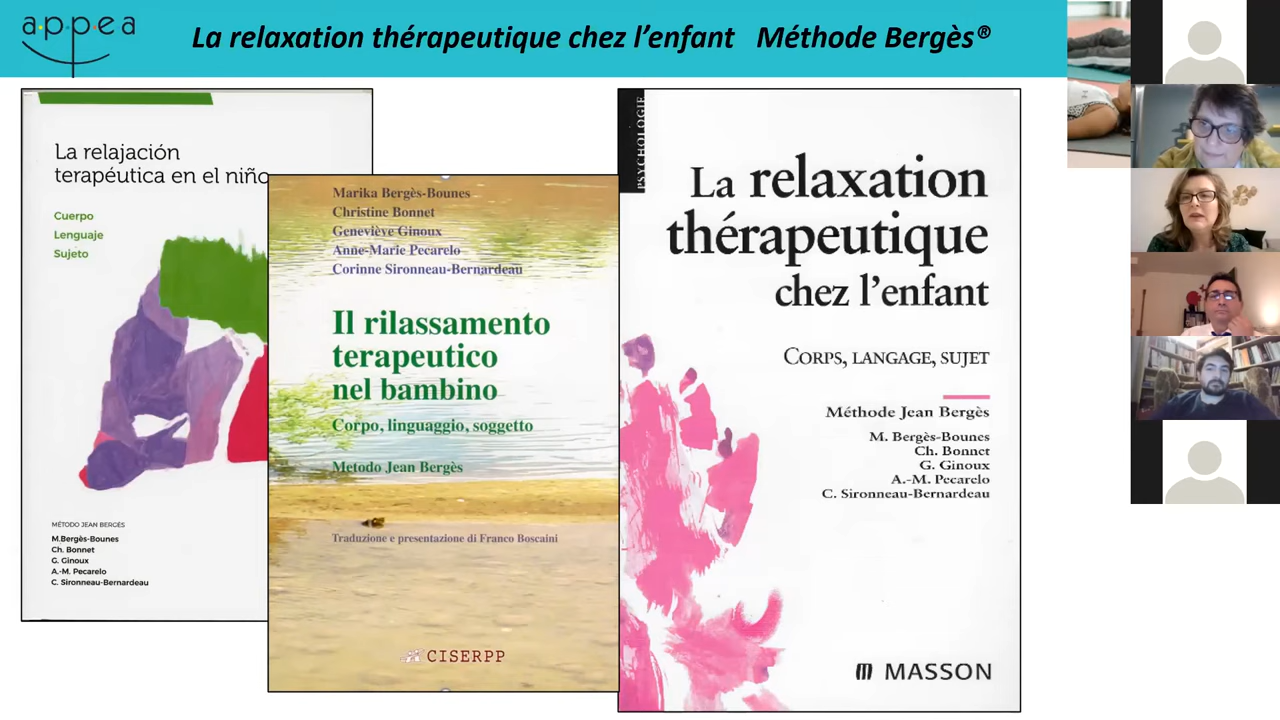 appea
La relaxation thérapeutique chez l’enfant Méthode Bergès®
La relajación
terapéutica en el niño
Cuerpo
Lenguaje
Sujeto
MÉTODO JEAN BERGÈS
M.Bergès-Bounes
Ch. Bonnet
G. Ginoux
A.-M. Pecarelo
C. Sironneau-Bernardeau
Marika Bergès-Bounes
Christine Bonnet
Geneviève Ginoux
Anne-Marie Pecarelo
Corinne Sironneau-Bernardeau
Il rilassamento
terapeutico
nel bambino
Corpo, linguaggio, soggetto
Metodo Jean Bergès
Traduzione e presentazione di Franco Boscaini
CISERPP
PSYCHOLOGIE
La relaxation
thérapeutique
chez l’enfant
Corps, langage, sujet
Méthode Jean Bergès
M. Bergès-Bounes
Ch. Bonnet
G. Ginoux
A.-M. Pecarelo
C. Sironneau-Bernardeau
MASSON